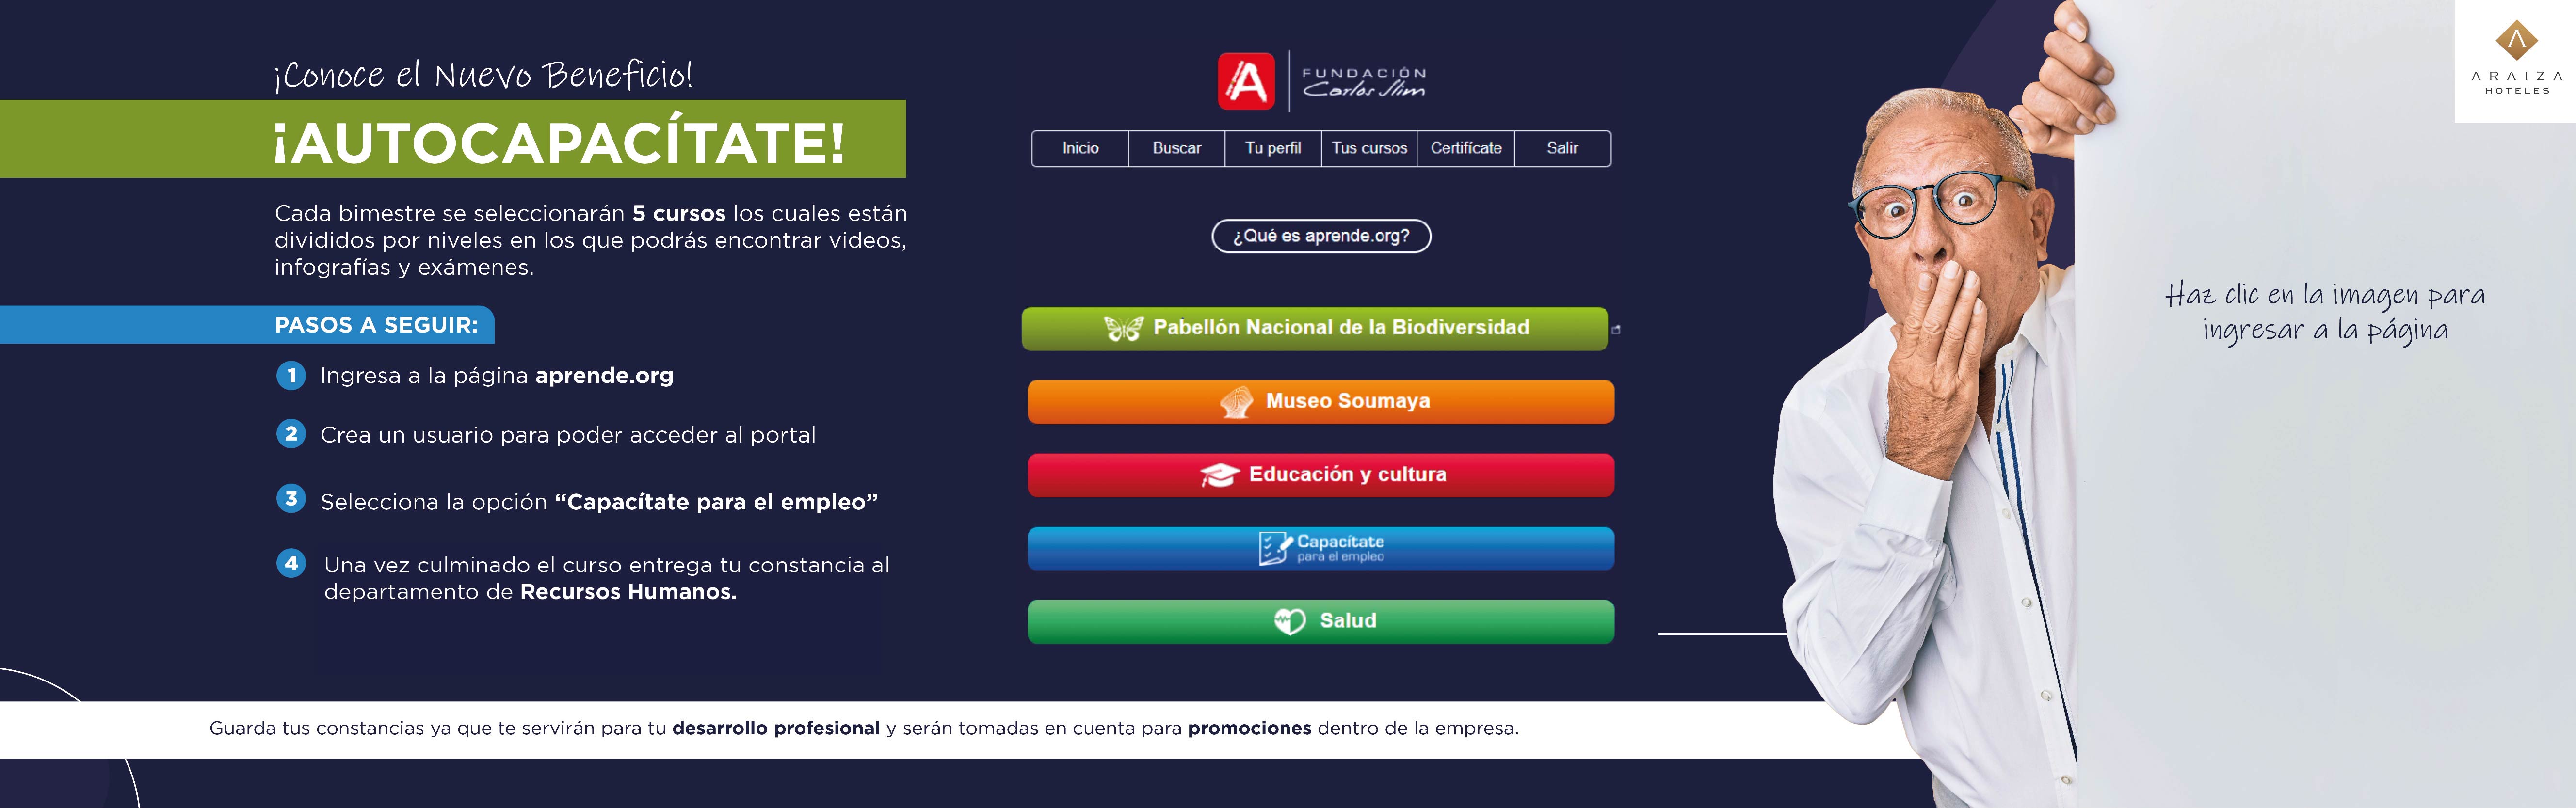 ¡Conoce el Nuevo Beneficio!
¡AUTOCAPACÍTATE!
Cada bimestre se seleccionarán 5 cursos los cuales están
divididos por niveles en los que podrás encontrar videos,
infografías y exámenes.
PASOS A SEGUIR:
1 Ingresa a la página aprende.org
2 Crea un usuario para poder acceder al portal
3 Selecciona la opción “Capacítate para el empleo”
4 Una vez culminado el curso entrega tu constancia al
departamento de Recursos Humanos.
A
FUNDACIÓN
Carlos Slim
Inicio Buscar Tu perfil Tus cursos Certifícate Salir
¿Qué es aprende.org?
Pabellón Nacional de la Biodiversidad
Museo Soumaya
Educación y cultura
Capacítate
para el empleo
Salud
ARAIZA
HOTELES
Haz clic en la imagen para
ingresar a la página
Guarda tus constancias ya que te servirán para tu desarrollo profesional y serán tomadas en cuenta para promociones dentro de la empresa.